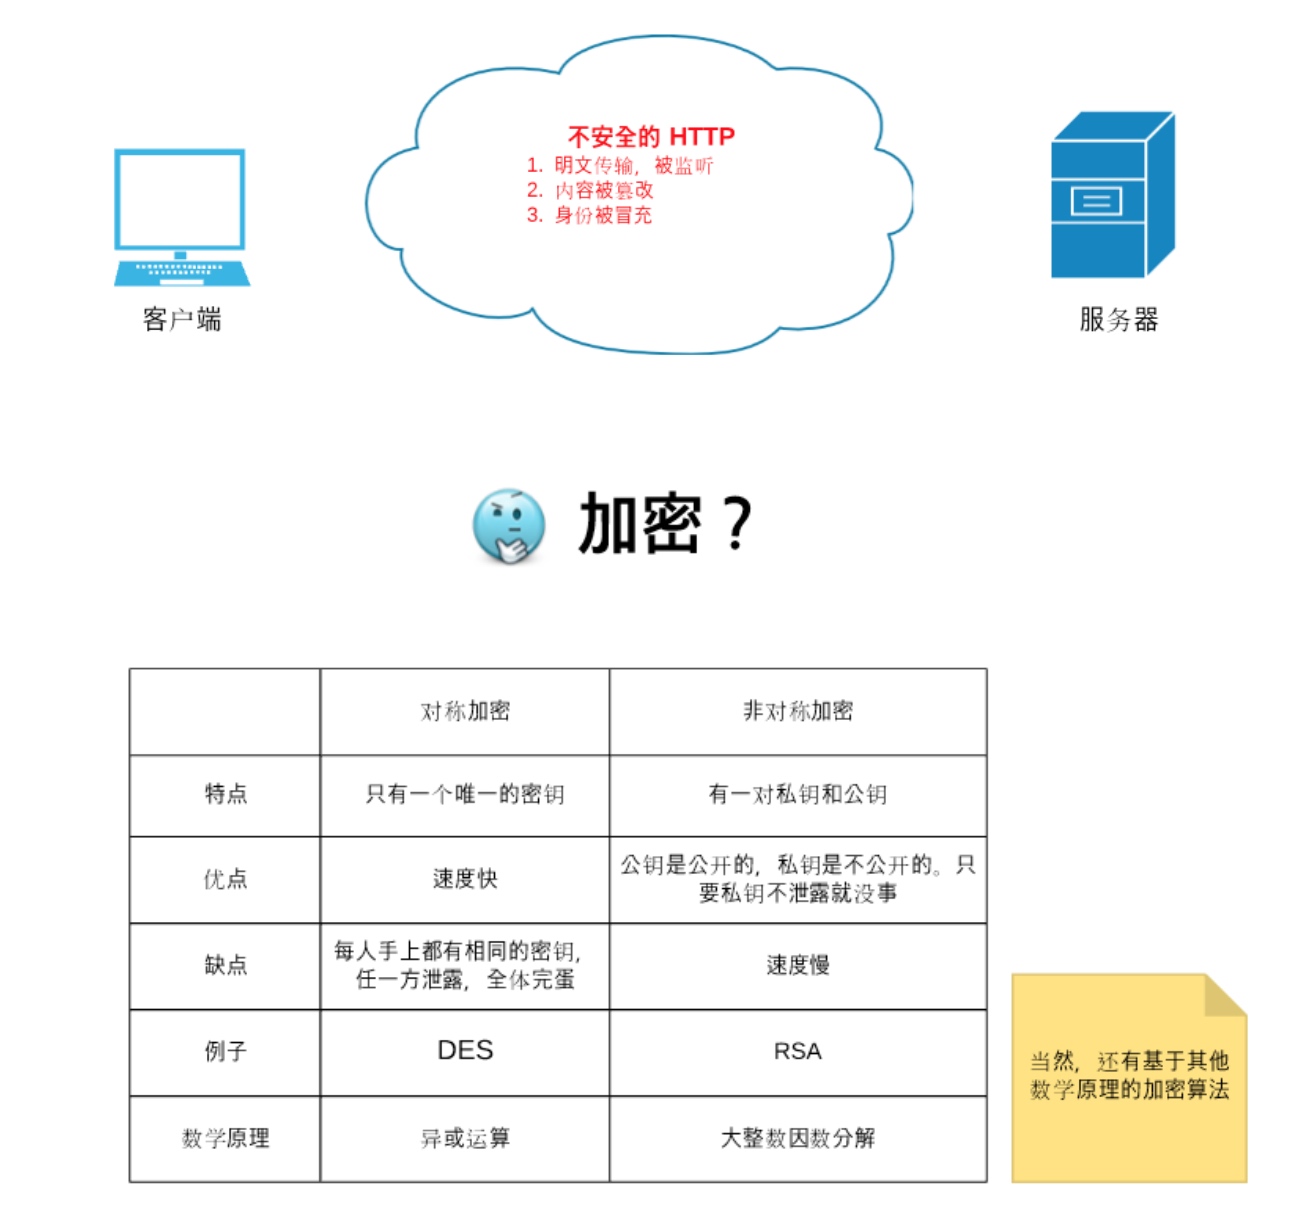 不安全的 HTTP
1. 明文传输，被监听
2. 内容被篡改
3. 身份被冒充
客户端
服务器
加密？
对称加密
非对称加密
特点
只有一个唯一的密钥
有一对私钥和公钥
优点
速度快
公钥是公开的，私钥是不公开的。只
要私钥不泄露就没事
缺点
每人手上都有相同的密钥，
任一方泄露，全体完蛋
速度慢
例子
DES
RSA
数学原理
异或运算
大整数因数分解
当然，还有基于其他
数学原理的加密算法